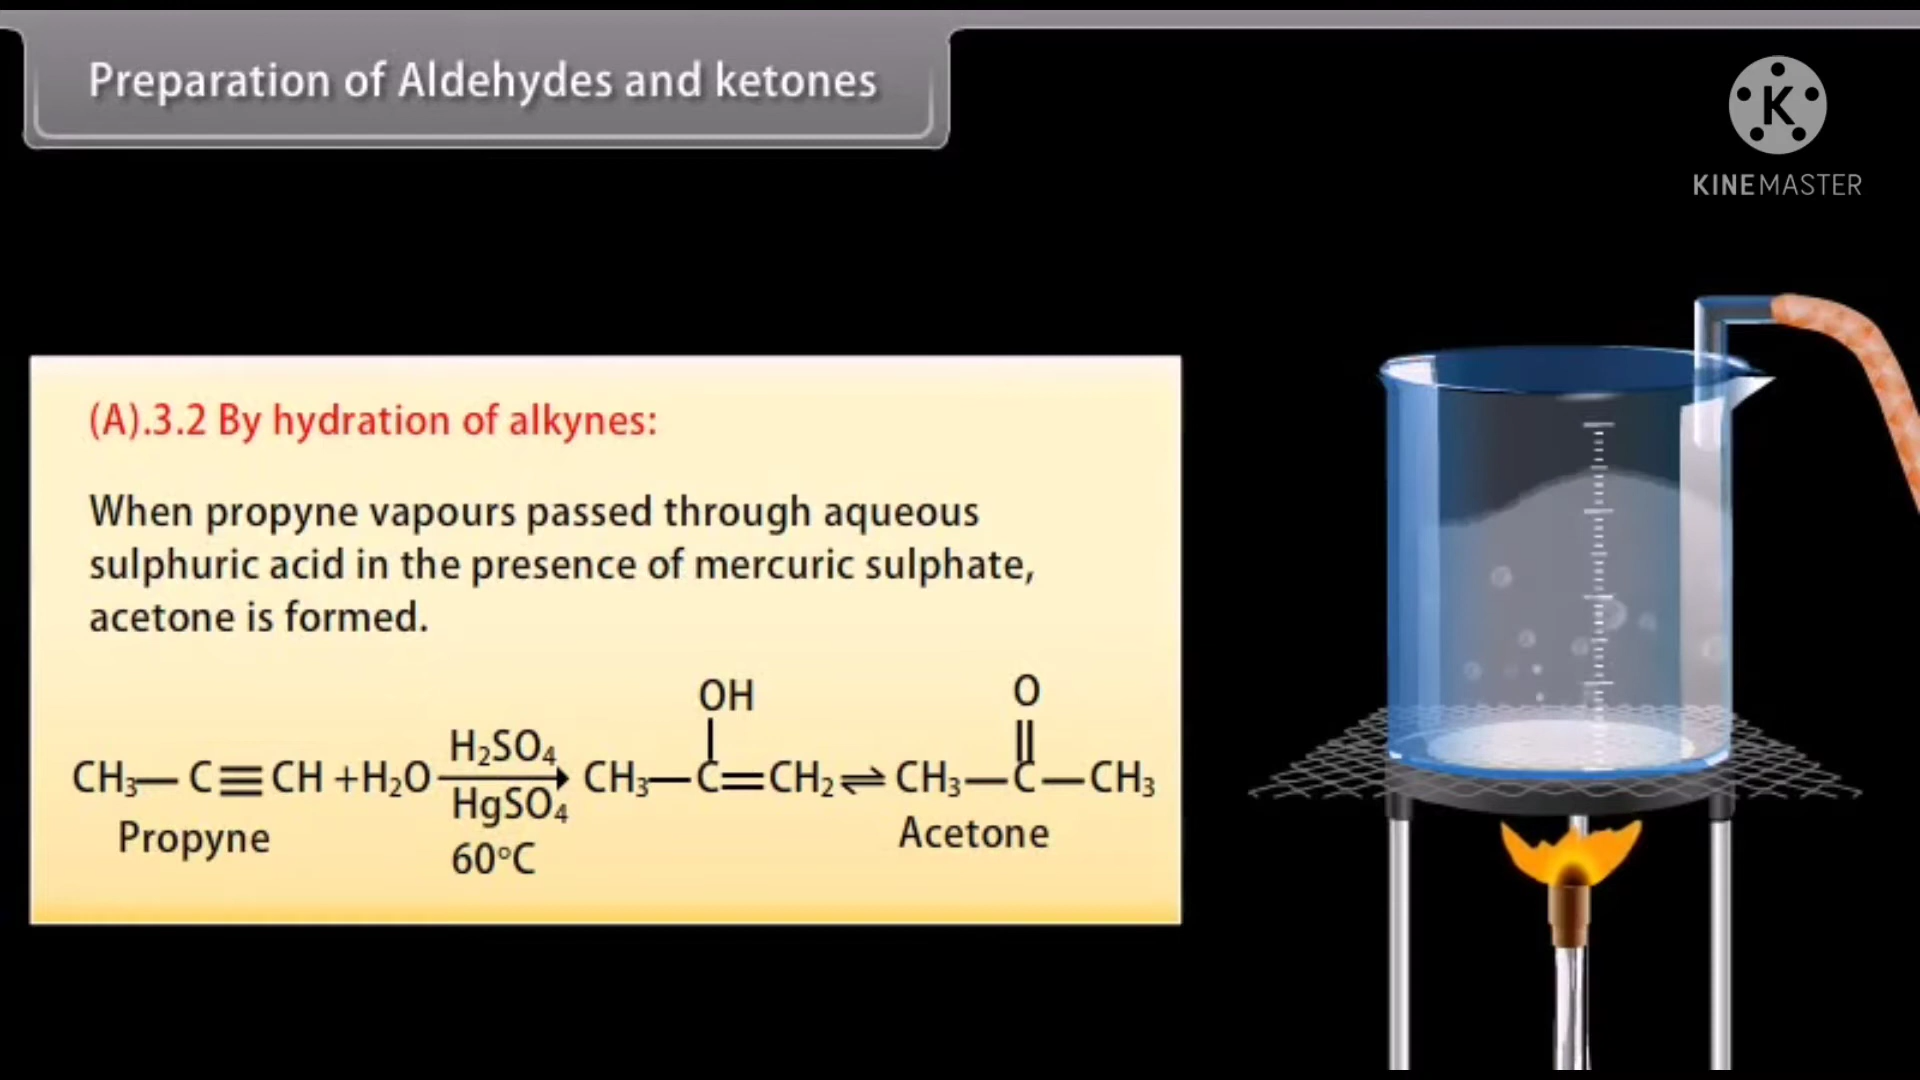 Preparation of Aldehydes and ketones
K
KINEMASTER
(A).3.2 By hydration of alkynes:
When propyne vapours passed through aqueous
sulphuric acid in the presence of mercuric sulphate,
acetone is formed.
OH O
H₂SO₄
CH₃—C≡CH +H₂O → CH₃—C=CH₂⇌CH₃—C—CH₃
HgSO₄
Propyne Acetone
60°C